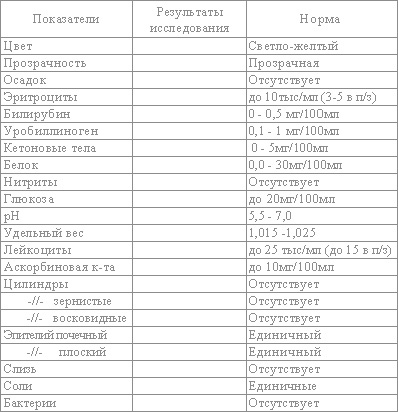 Показатели Результаты исследования Норма
Цвет Светло-желтый
Прозрачность Прозрачная
Осадок Отсутствует
Эритроциты до 10тыс/мл (3-5 в п/з)
Билирубин 0 - 0,5 мг/100мл
Уробиллиноген 0,1 - 1 мг/100мл
Кетоновые тела 0 - 5мг/100мл
Белок 0,0 - 30мг/100мл
Нитриты Отсутствует
Глюкоза до 20мг/100мл
pH 5,5 - 7,0
Удельный вес 1,015 -1,025
Лейкоциты до 25 тыс/мл (до 15 в п/з)
Аскорбиновая к-та до 10мг/100мл
Цилиндры Отсутствует
-//- зернистые Отсутствует
-//- восковидные Отсутствует
Эпителий почечный Единичный
-//- плоский Единичный
Слизь Отсутствует
Соли Единичные
Бактерии Отсутствует